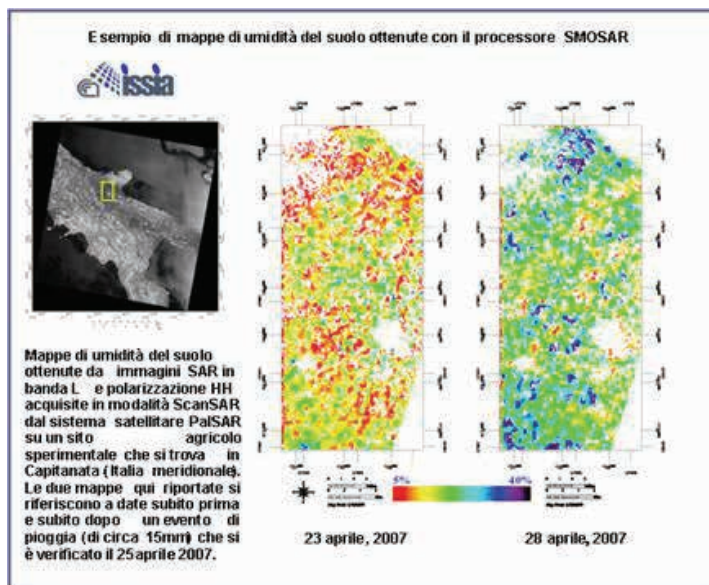 Esempio di mappe di umidità del suolo ottenute con il processore SMOSAR
issia
Mappe di umidità del suolo
ottenute da immagini SAR in
banda L e polarizzazione HH
acquisite in modalità ScanSAR
dal sistema satellitare PalSAR
su un sito agricolo
sperimentale che si trova in
Capitanata (Italia meridionale).
Le due mappe qui riportate si
riferiscono a date subito prima
e subito dopo un evento di
pioggia (di circa 15mm) che si
è verificato il 25 aprile 2007.
5% 40%
23 aprile, 2007 28 aprile, 2007